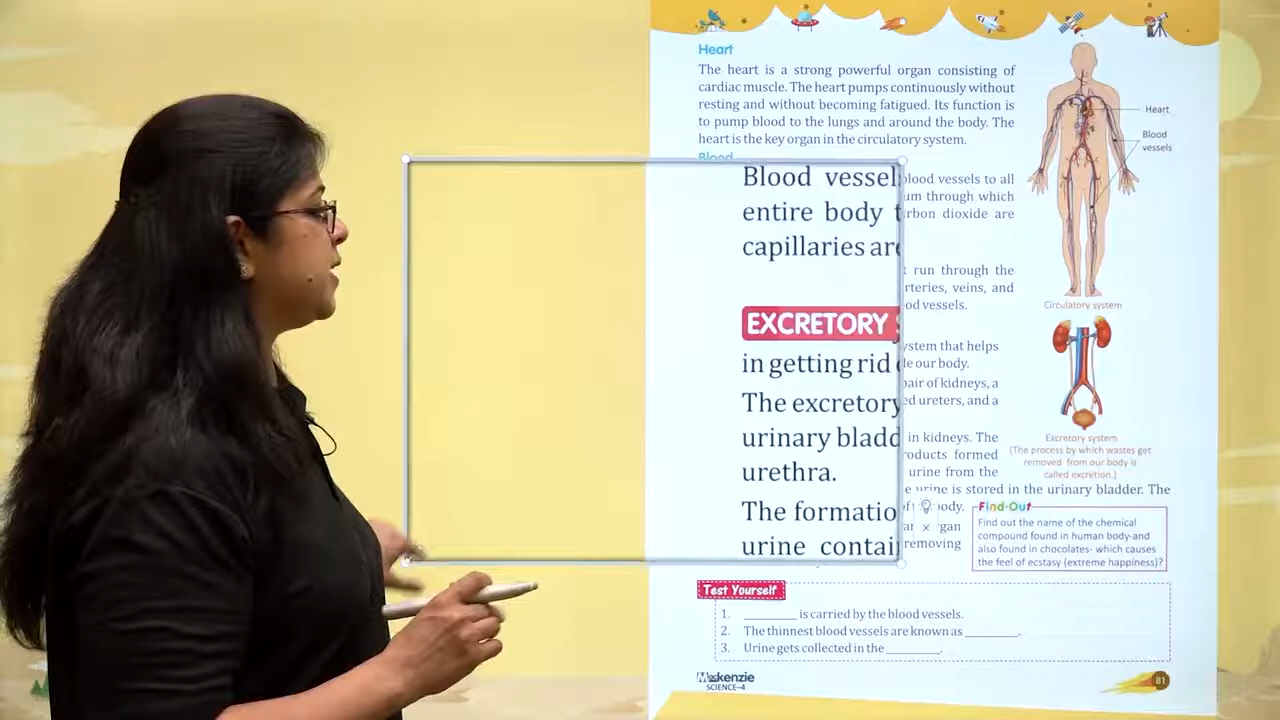 Heart
The heart is a strong powerful organ consisting of
cardiac muscle. The heart pumps continuously without
resting and without becoming fatigued. Its function is
to pump blood to the lungs and around the body. The
heart is the key organ in the circulatory system.
Blood
Blood vessel
entire body
capillaries
EXCRETORY
in getting rid
The excretory
urinary bladd
urethra.
The formatio
urine contai
blood vessels to all
um through which
rbon dioxide are
run through the
rteries, veins, and
od vessels.
ystem that helps
e our body.
pair of kidneys, a
ed ureters, and a
in kidneys. The
roducts formed
urine from the
e urine is stored in the urinary bladder. The
body.
gan
removing
Heart
Blood
vessels
Circulatory system
Excretory system
(The process by which wastes get
removed from our body is
called excretion.)
Find-Out
Find out the name of the chemical
compound found in human body-and
also found in chocolates- which causes
the feel of ecstasy (extreme happiness)?
Test Yourself
1. ________ is carried by the blood vessels.
2. The thinnest blood vessels are known as ________.
3. Urine gets collected in the ________.
Mackenzie
SCIENCE–4
81